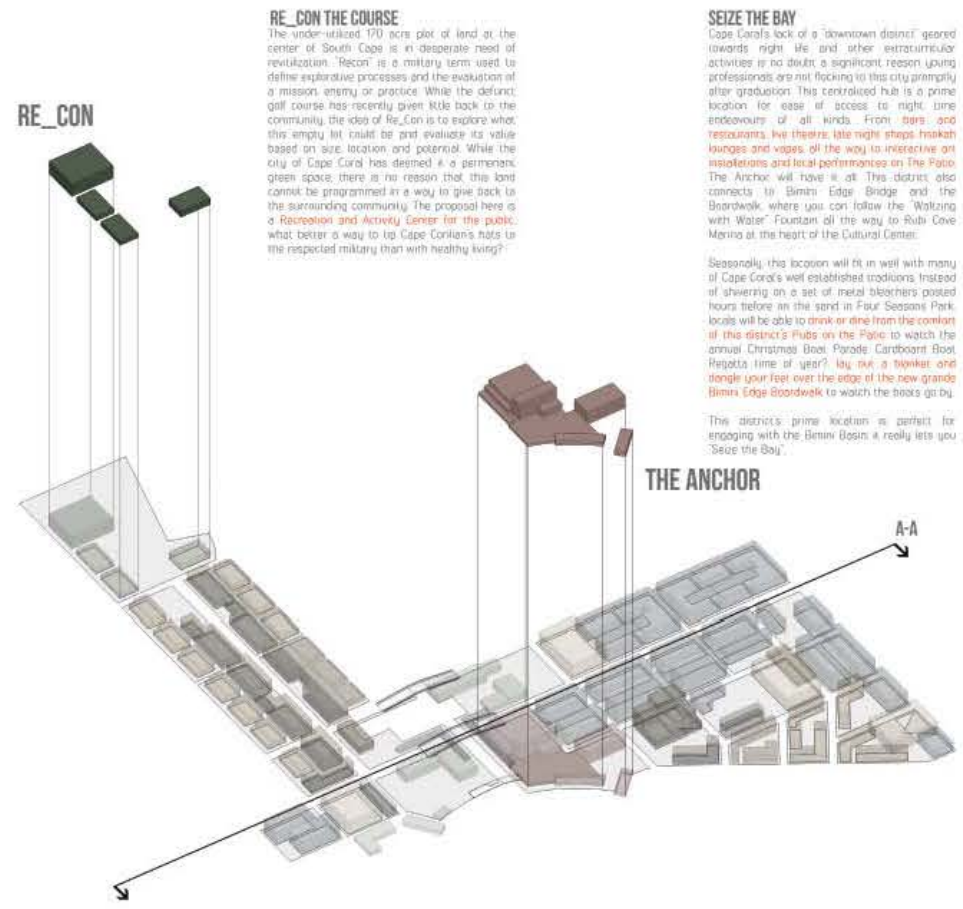 RE_CON THE COURSE
The under-utilized 170 acre plot of land at the
center of South Cape is in desperate need of
revitilization. "Recon" is a military term used to
define explorative processes and the evaluation of
a mission, enemy or practice. While the defunct
golf course has recently given little back to the
community, the idea of Re_Con is to explore what
this empty lot could be and evaluate its value
based on size, location and potential. While the
city of Cape Coral has deemed it a permenant
green space, there is no reason that this land
cannot be programmed in a way to give back to
the surrounding community. The proposal here is
a Recreation and Activity Center for the public,
what better a way to tip Cape Corilian's hats to
the respected military than with healthy living?
SEIZE THE BAY
Cape Coral's lack of a "downtown district" geared
towards night life and other extracurricular
activities is no doubt a significant reason young
professionals are not flocking to this city promptly
after graduation. This centralized hub is a prime
location for ease of access to night time
endeavours of all kinds. From bars and
restaurants, live theatre, late night shops, hookah
lounges and vapes, all the way to interactive art
installations and local performances on The Patio,
The Anchor will have it all. This district also
connects to Bimini Edge Bridge and the
Boardwalk, where you can follow the "Waltzing
with Water" Fountain all the way to Rubi Cove
Marina at the heart of the Cultural Center.
Seasonally, this location will fit in well with many
of Cape Coral's well established traditions. Instead
of shivering on a set of metal bleachers posted
hours before on the sand in Four Seasons Park,
locals will be able to drink or dine from the comfort
of this district's Pubs on the Patio to watch the
annual Christmas Boat Parade. Cardboard Boat
Regatta time of year? lay out a blanket and
dangle your feet over the edge of the new grande
Bimini Edge Boardwalk to watch the boats go by.
This district's prime location is perfect for
engaging with the Bimini Basin, it really lets you
"Seize the Bay".
RE_CON
THE ANCHOR
A-A